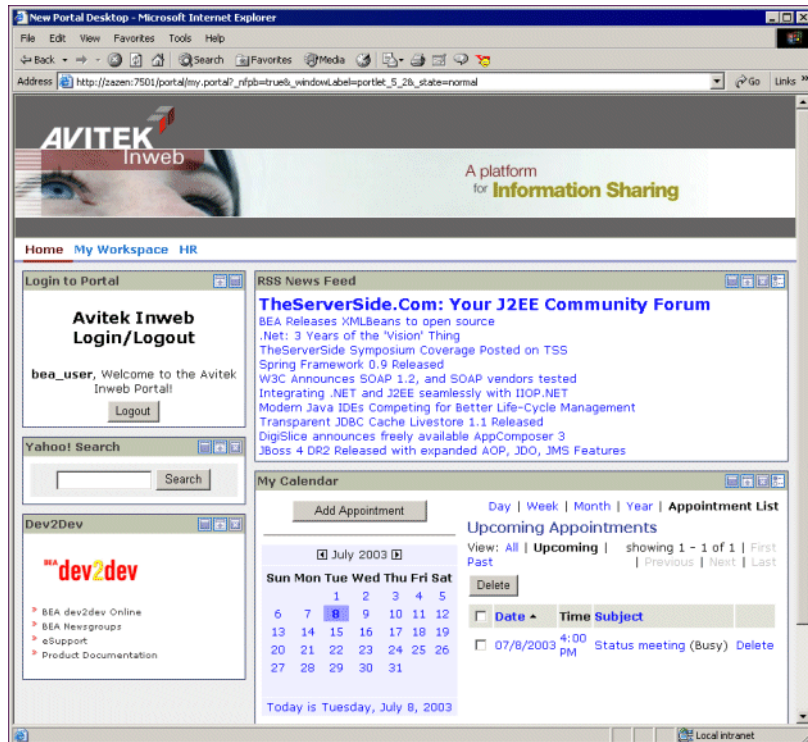 New Portal Desktop - Microsoft Internet Explorer
File Edit View Favorites Tools Help
Back Search Favorites Media
Address http://zazen:7501/portal/my.portal?_nfpb=true&_windowLabel=portlet_5_2&_state=normal Go Links »
AVITEK
Inweb
A platform
for Information Sharing
Home My Workspace HR
Login to Portal
Avitek Inweb
Login/Logout
bea_user, Welcome to the Avitek
Inweb Portal!
Logout
Yahoo! Search
Search
Dev2Dev
BEA dev2dev
BEA dev2dev Online
BEA Newsgroups
eSupport
Product Documentation
RSS News Feed
TheServerSide.Com: Your J2EE Community Forum
BEA Releases XMLBeans to open source
.Net: 3 Years of the 'Vision' Thing
TheServerSide Symposium Coverage Posted on TSS
Spring Framework 0.9 Released
W3C Announces SOAP 1.2, and SOAP vendors tested
Integrating .NET and J2EE seamlessly with IIOP.NET
Modern Java IDEs Competing for Better Life-Cycle Management
Transparent JDBC Cache Livestore 1.1 Released
DigiSlice announces freely available AppComposer 3
JBoss 4 DR2 Released with expanded AOP, JDO, JMS Features
My Calendar
Add Appointment
July 2003
Sun Mon Tue Wed Thu Fri Sat
1 2 3 4 5
6 7 8 9 10 11 12
13 14 15 16 17 18 19
20 21 22 23 24 25 26
27 28 29 30 31
Today is Tuesday, July 8, 2003
Day | Week | Month | Year | Appointment List
Upcoming Appointments
View: All | Upcoming | showing 1 - 1 of 1 | First
Past | Previous | Next | Last
Delete
Date Time Subject
07/8/2003 4:00 PM Status meeting (Busy) Delete
Local intranet